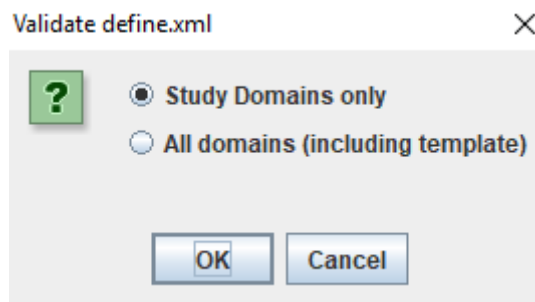 Validate define.xml
?
Study Domains only
All domains (including template)
OK
Cancel